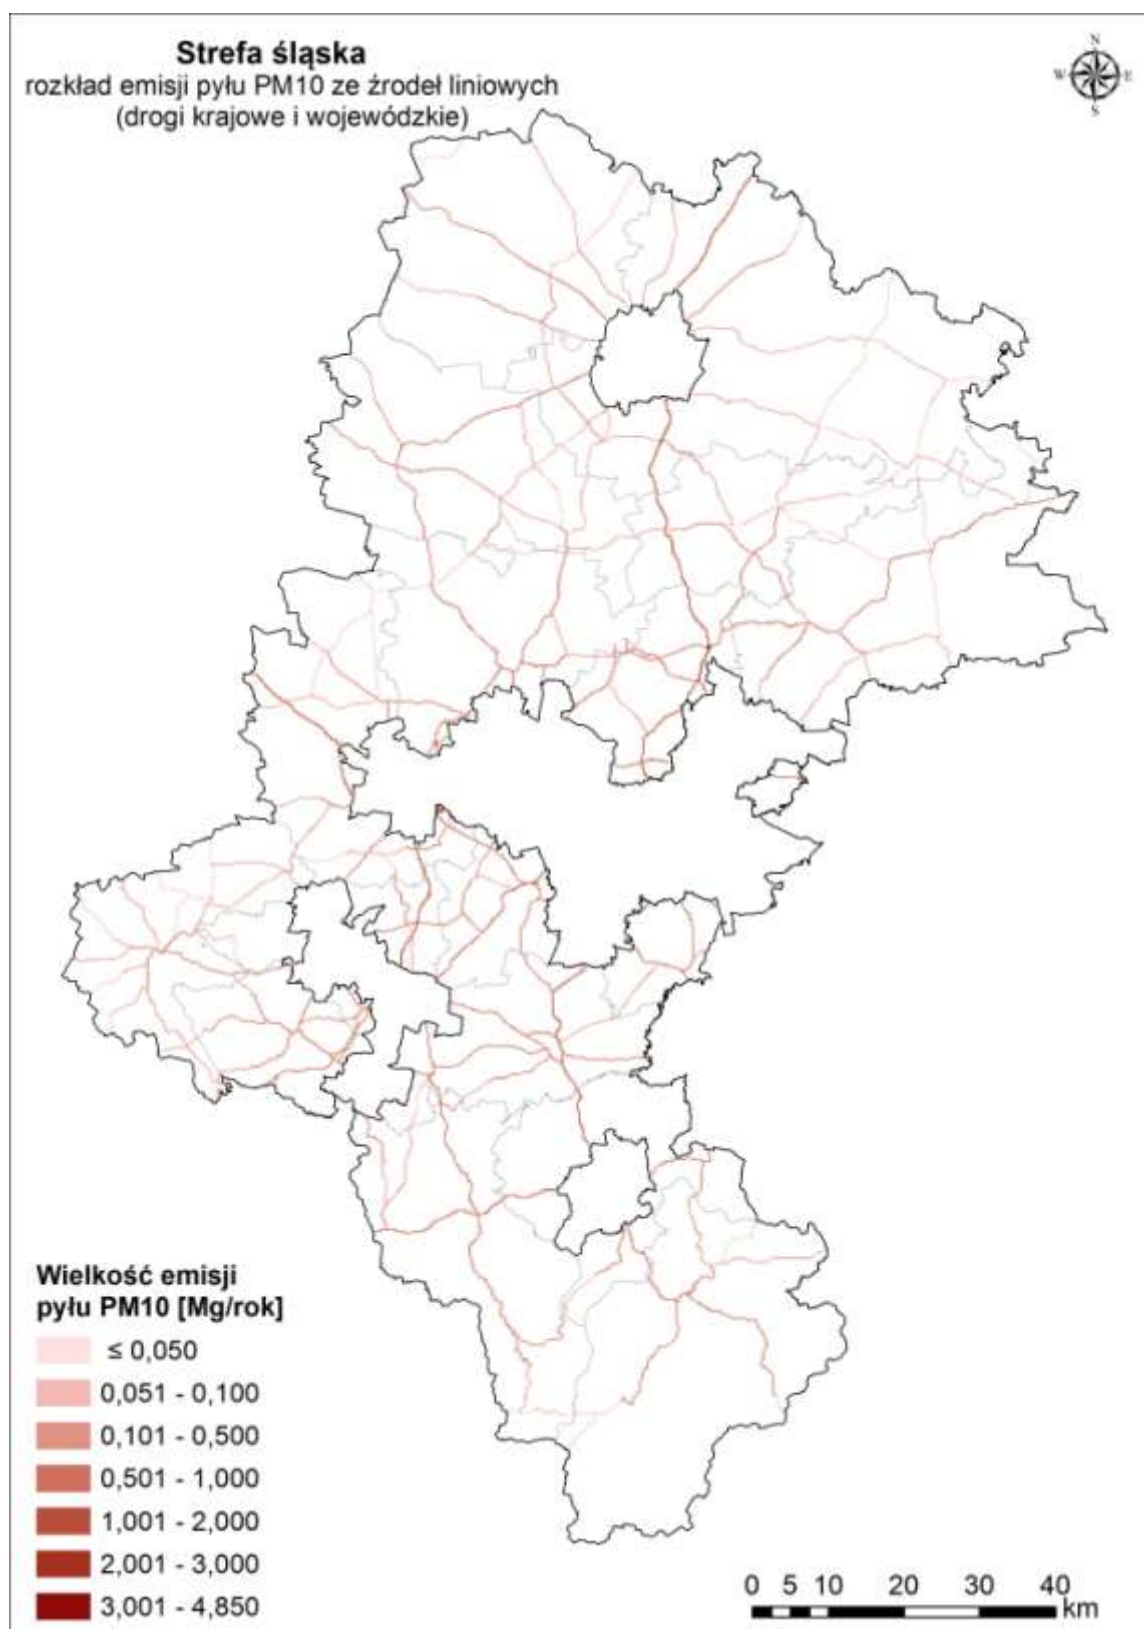 Strefa śląska
rozkład emisji pyłu PM10 ze źrodeł liniowych
(drogi krajowe i wojewódzkie)
N
W E
S
Wielkość emisji
pyłu PM10 [Mg/rok]
≤ 0,050
0,051 - 0,100
0,101 - 0,500
0,501 - 1,000
1,001 - 2,000
2,001 - 3,000
3,001 - 4,850
0 5 10 20 30 40
km